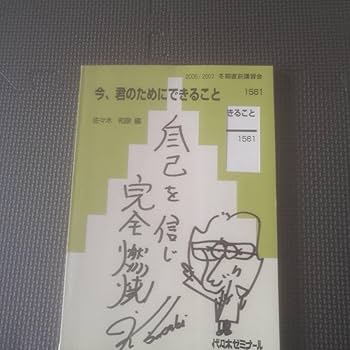 2006/2007 冬期直前講習会
今、君のためにできること 1561
佐々木 和彦 編
きること
1561
自己を信じ
完全燃焼
代々木ゼミナール